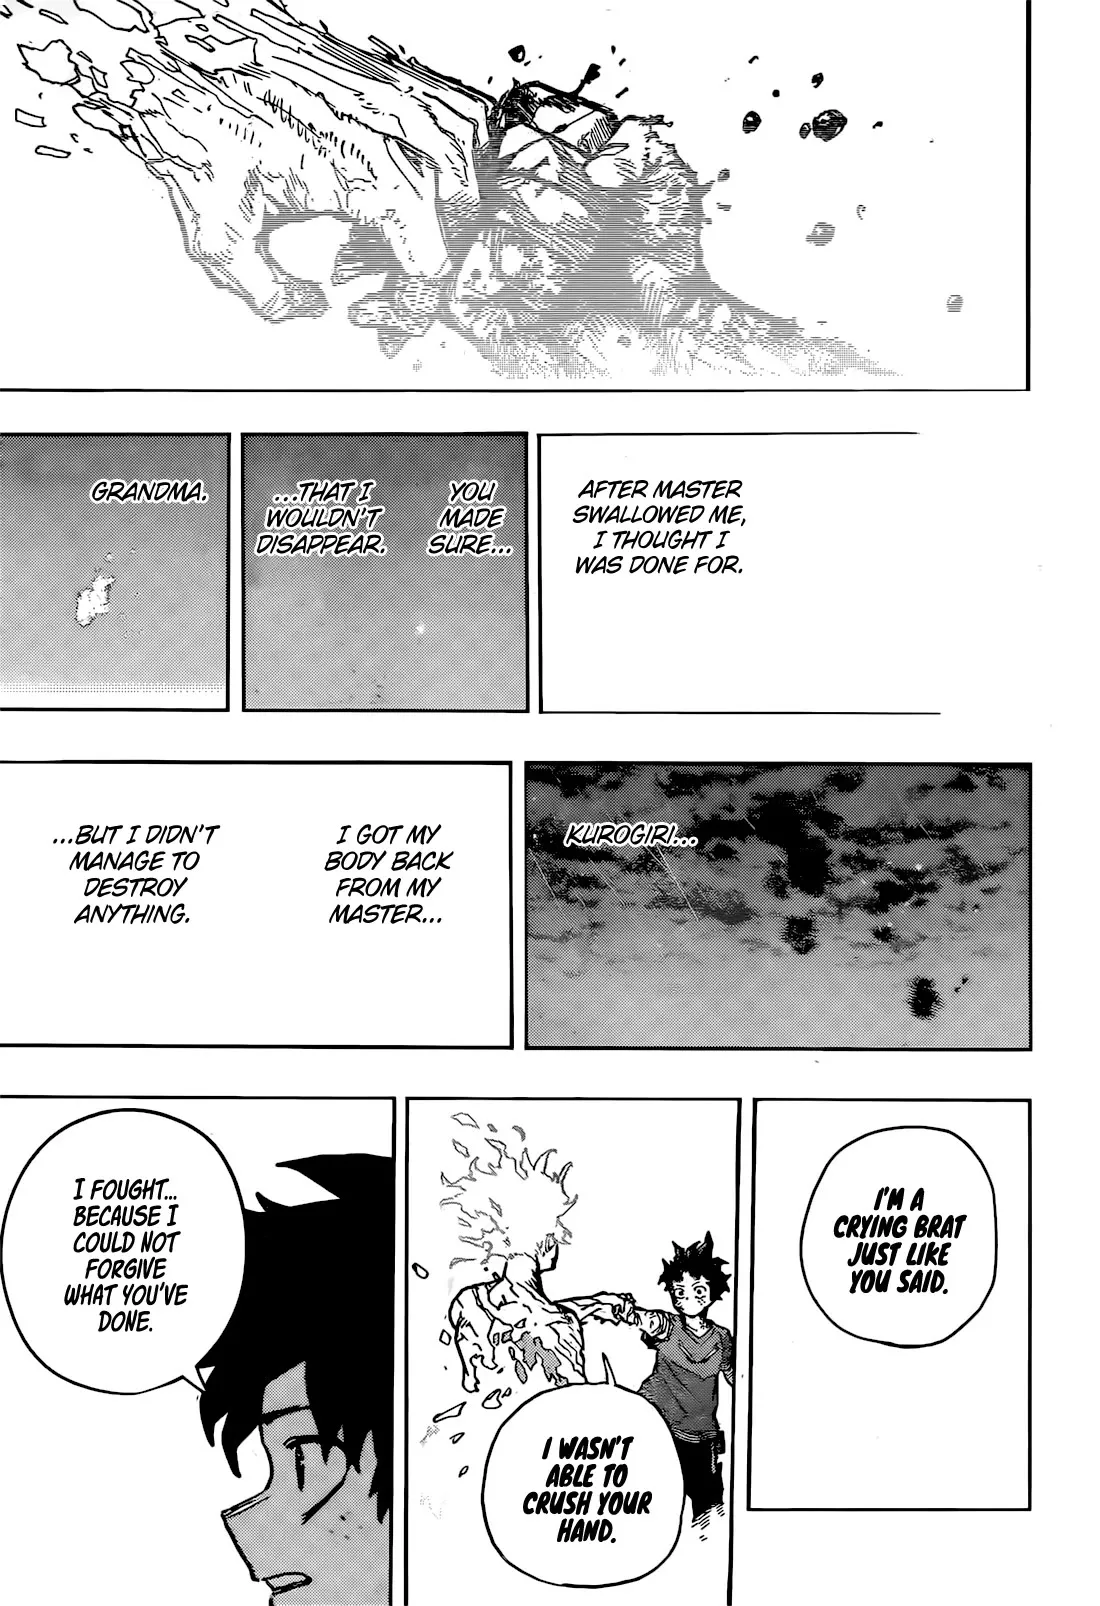 AFTER MASTER
SWALLOWED ME,
I THOUGHT I
WAS DONE FOR.
YOU
MADE
SURE...
...THAT I
WOULDN'T
DISAPPEAR.
GRANDMA.
KUROGIRI...
I GOT MY
BODY BACK
FROM MY
MASTER...
...BUT I DIDN'T
MANAGE TO
DESTROY
ANYTHING.
I'M A
CRYING BRAT
JUST LIKE
YOU SAID.
I WASN'T
ABLE TO
CRUSH YOUR
HAND.
I FOUGHT...
BECAUSE I
COULD NOT
FORGIVE
WHAT YOU'VE
DONE.